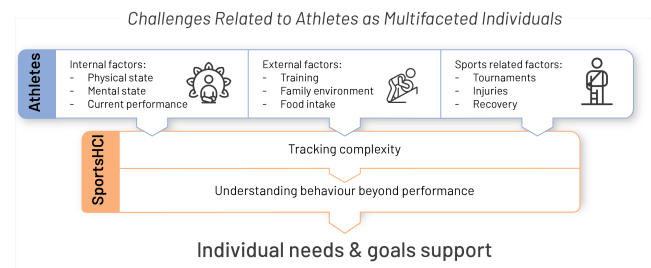 Challenges Related to Athletes as Multifaceted Individuals
Athletes
Internal factors:
- Physical state
- Mental state
- Current performance
External factors:
- Training
- Family environment
- Food intake
Sports related factors:
- Tournaments
- Injuries
- Recovery
SportsHCI
Tracking complexity
Understanding behaviour beyond performance
Individual needs & goals support